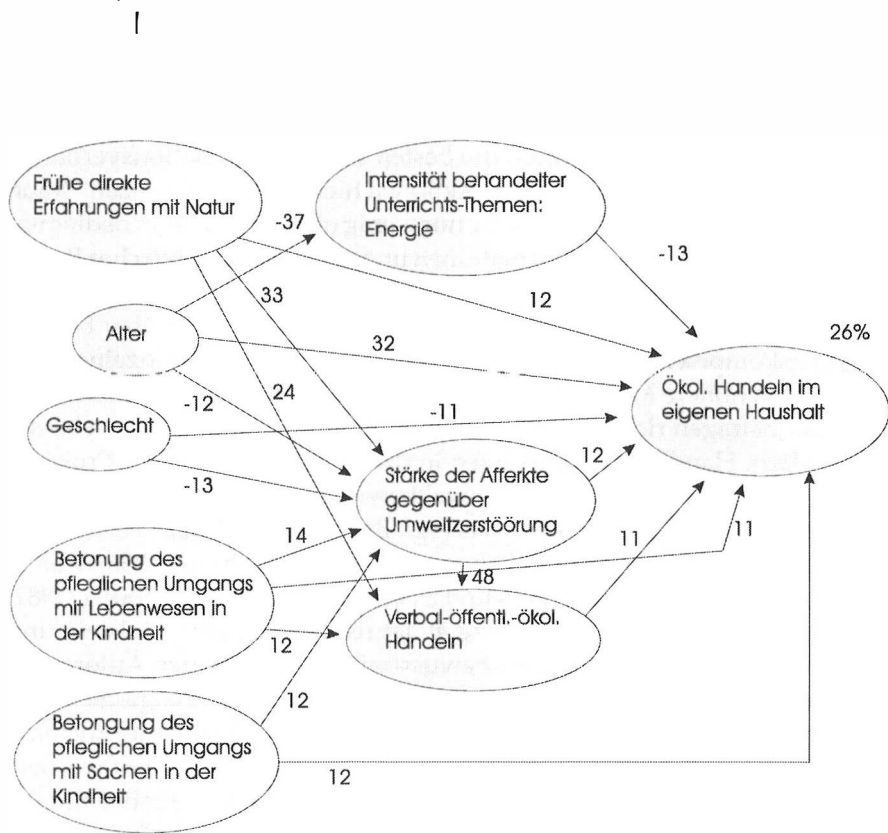 Frühe direkte
Erfahrungen mit Natur
Intensität behandelter
Unterrichts-Themen:
Energie
-37
-13
33
12
26%
Alter
32
Ökol. Handeln im
eigenen Haushalt
-12
24
-11
Geschlecht
12
Stärke der Afferkte
gegenüber
Umweltzerstöörung
-13
14
11
11
Betonung des
pfleglichen Umgangs
mit Lebenwesen in
der Kindheit
48
Verbal-öffentl.-ökol.
Handeln
12
12
Betongung des
pfleglichen Umgangs
mit Sachen in der
Kindheit
12